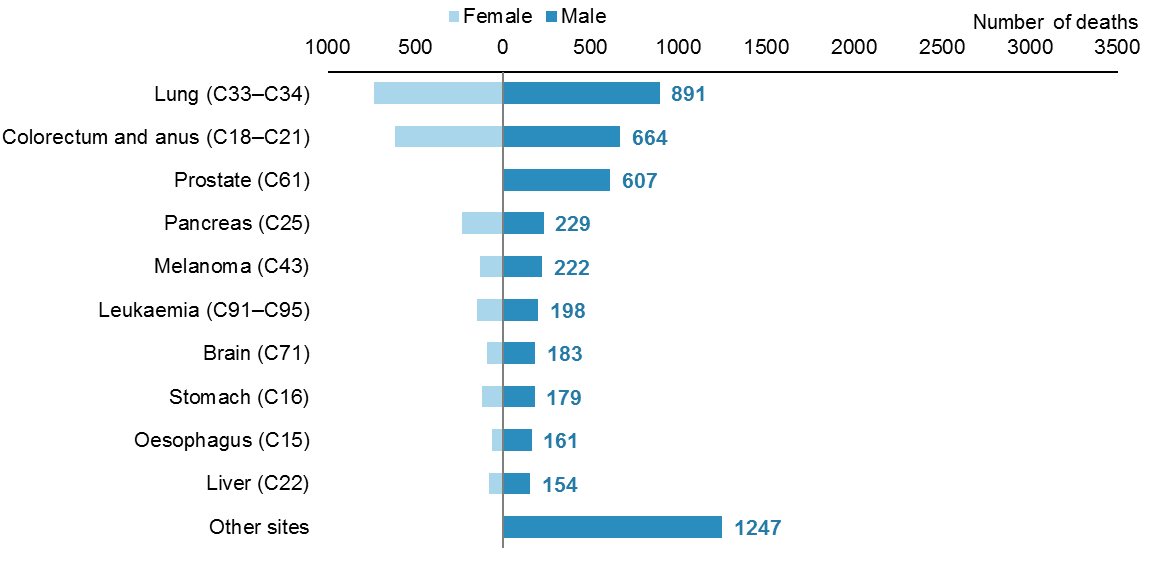 Female Male
Number of deaths
1000 500 0 500 1000 1500 2000 2500 3000 3500
Lung (C33–C34) 891
Colorectum and anus (C18–C21) 664
Prostate (C61) 607
Pancreas (C25) 229
Melanoma (C43) 222
Leukaemia (C91–C95) 198
Brain (C71) 183
Stomach (C16) 179
Oesophagus (C15) 161
Liver (C22) 154
Other sites 1247